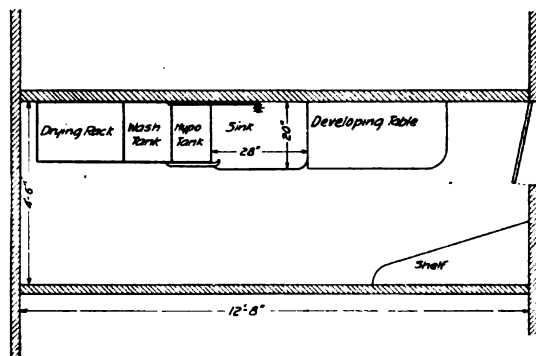 Drying Rack
Wash
Tank
Hypo
Tank
Sink
20"
28"
Developing Table
4'-6"
Shelf
12'-8"